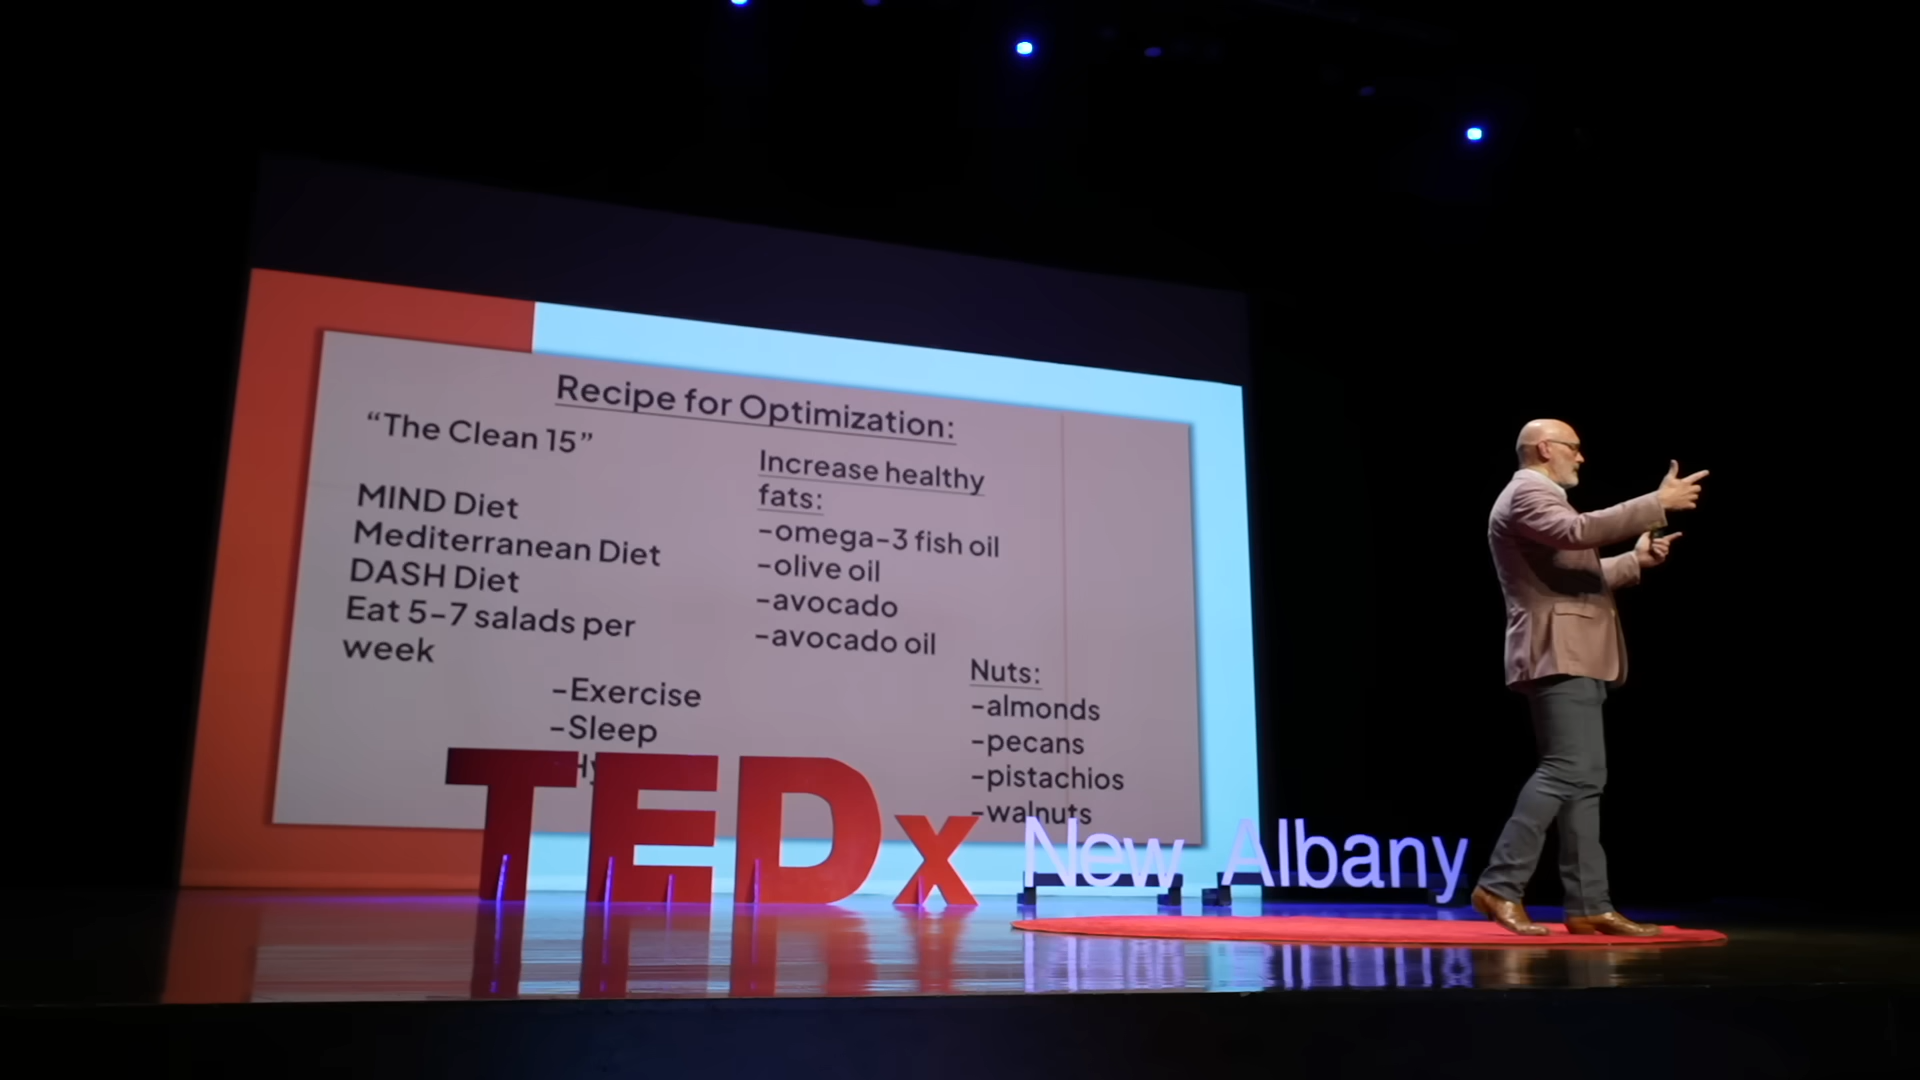 Recipe for Optimization:
“The Clean 15”
MIND Diet
Mediterranean Diet
DASH Diet
Eat 5-7 salads per
week
-Exercise
-Sleep
Increase healthy
fats:
-omega-3 fish oil
-olive oil
-avocado
-avocado oil
Nuts:
-almonds
-pecans
-pistachios
-walnuts
TEDx New Albany